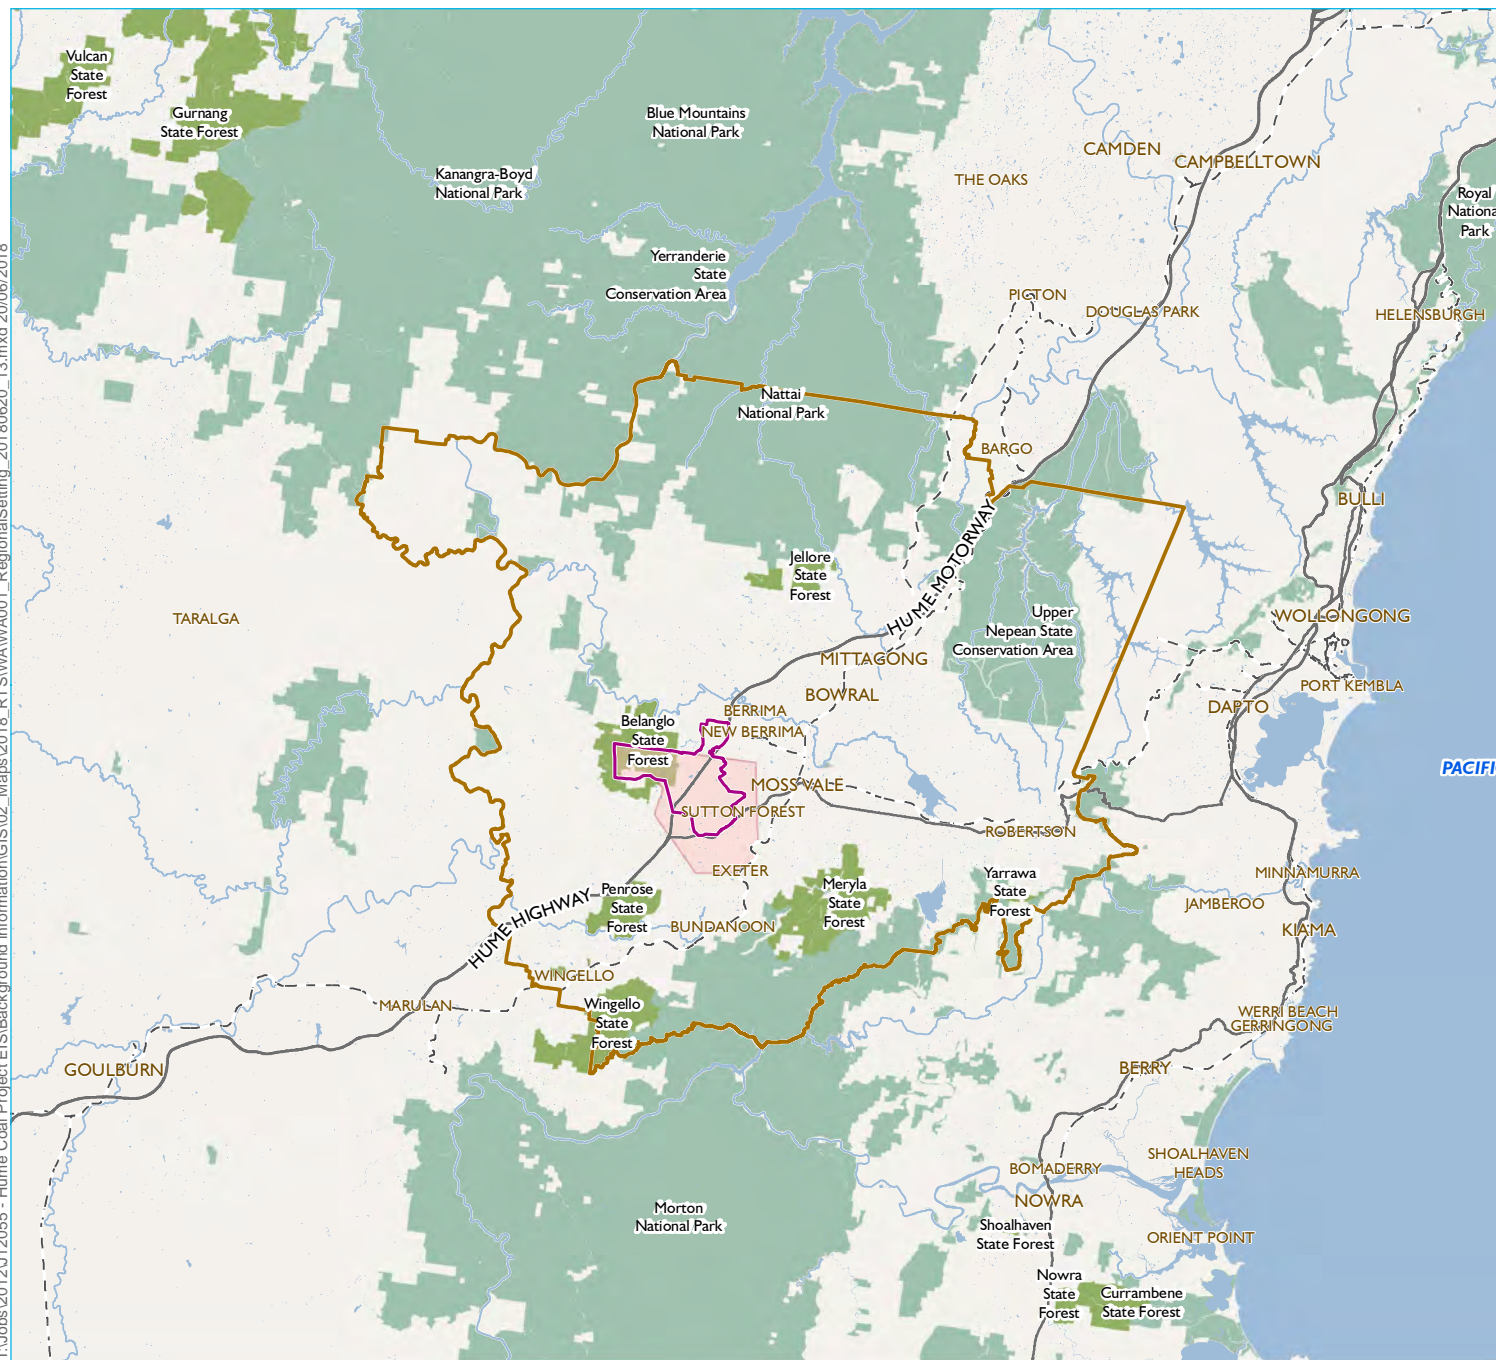 Vulcan
State
Forest
Gurnang
State Forest
Blue Mountains
National Park
Kanangra-Boyd
National Park
CAMDEN
CAMPBELLTOWN
THE OAKS
Royal
Nationa
Park
Yerranderie
State
Conservation Area
PICTON
DOUGLAS PARK
HELENSBURGH
Nattai
National Park
BARGO
BULLI
HUME MOTORWAY
Jellore
State
Forest
TARALGA
Upper
Nepean State
Conservation Area
WOLLONGONG
MITTAGONG
BOWRAL
PORT KEMBLA
DAPTO
BERRIMA
NEW BERRIMA
Belanglo
State
Forest
PACIFI
MOSS VALE
SUTTON FOREST
ROBERTSON
EXETER
Meryla
State
Forest
Yarrawa
State
Forest
MINNAMURRA
JAMBEROO
KIAMA
Penrose
State
Forest
HUME HIGHWAY
BUNDANOON
WINGELLO
Wingello
State
Forest
MARULAN
WERRI BEACH
GERRINGONG
GOULBURN
BERRY
SHOALHAVEN
HEADS
BOMADERRY
NOWRA
Morton
National Park
Shoalhaven
State Forest
ORIENT POINT
Nowra
State
Forest
Currambene
State Forest